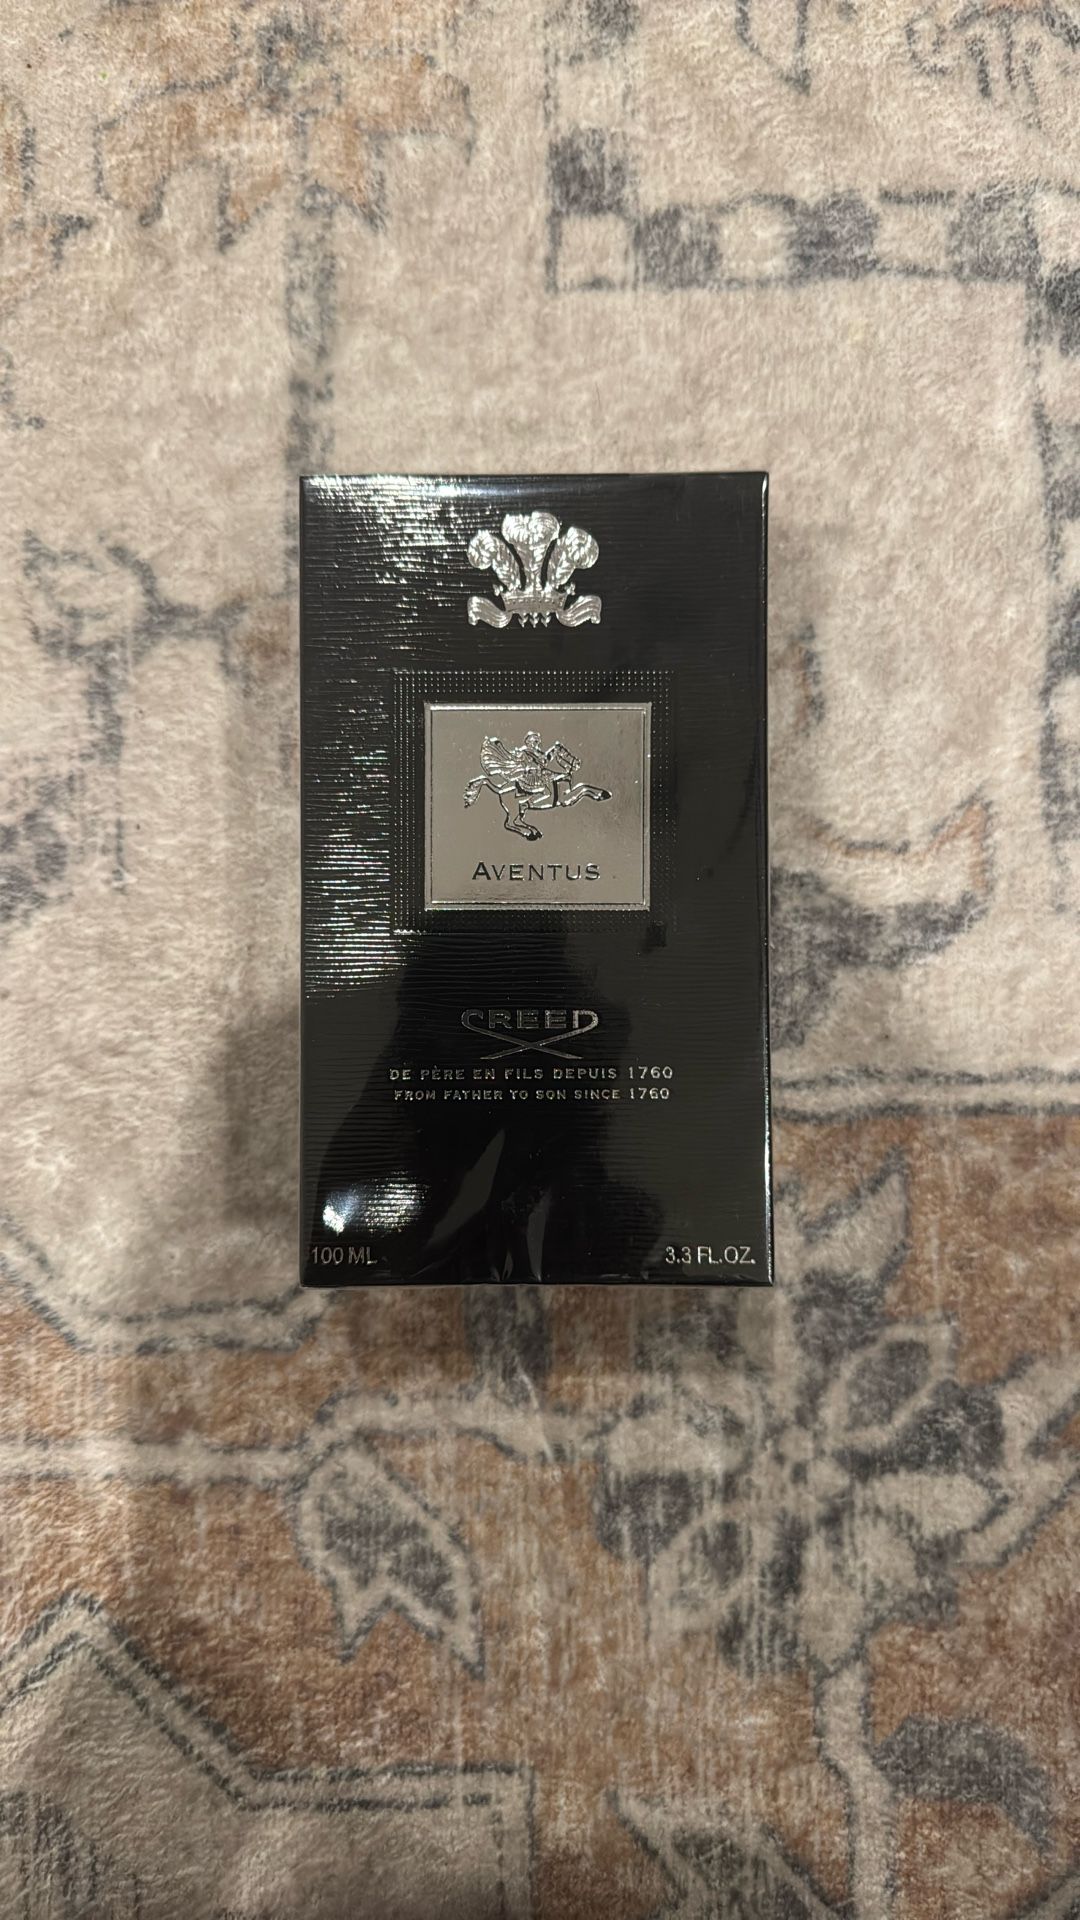 AVENTUS
CREED
DE PÈRE EN FILS DEPUIS 1760
FROM FATHER TO SON SINCE 1760
100 ML
3.3 FL.OZ.